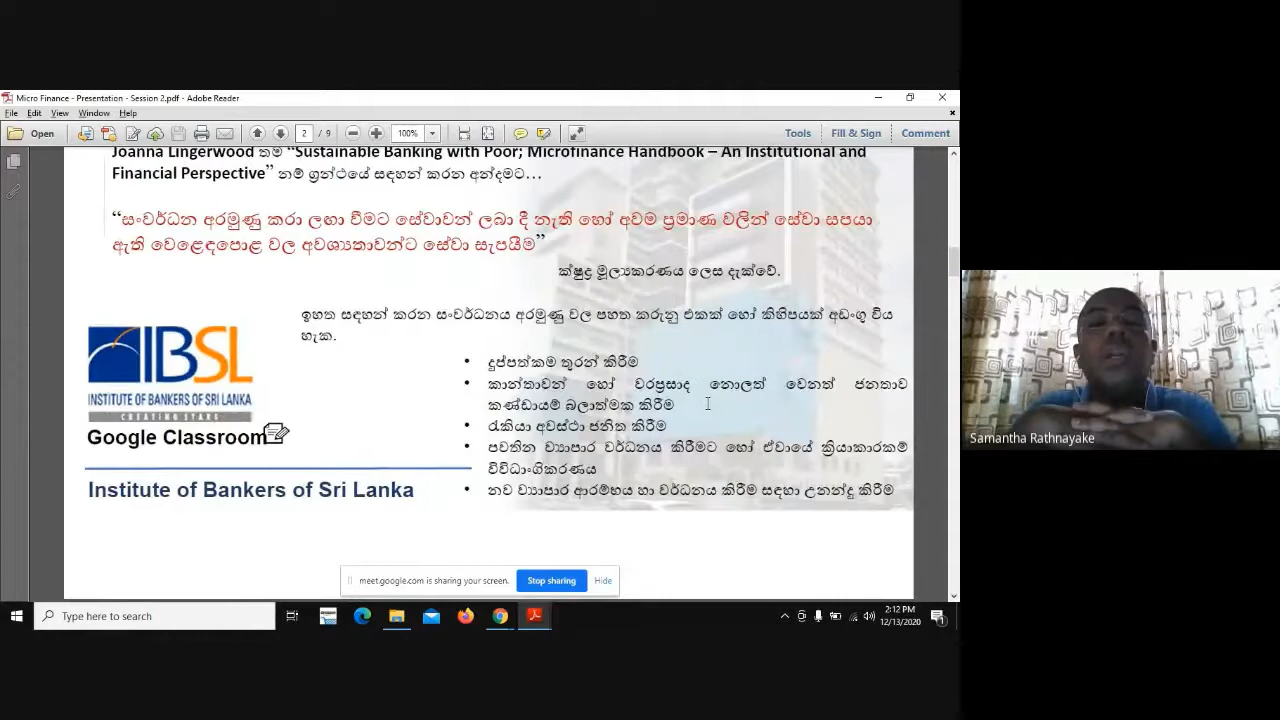 Micro Finance - Presentation - Session 2.pdf - Adobe Reader
File Edit View Window Help
Open 2 / 9 100% Tools Fill & Sign Comment
Joanna Lingerwood තම “Sustainable Banking with Poor; Microfinance Handbook – An Institutional and
Financial Perspective” නම් ග්‍රන්ථයේ සඳහන් කරන අන්දමට…
“සංවර්ධන අරමුණු කරා ලඟා වීමට සේවාවන් ලබා දී නැති හෝ අවම ප්‍රමාණ වලින් සේවා සපයා
ඇති වෙළෙඳපොළ වල අවශ්‍යතාවන්ට සේවා සැපයීම”
ක්ෂුද්‍ර මූල්‍යකරණය ලෙස දැක්වේ.
ඉහත සඳහන් කරන සංවර්ධනය අරමුණු වල පහත කරුනු එකක් හෝ කිහිපයක් අඩංගු විය
හැක.
• දුප්පත්කම තුරන් කිරීම
• කාන්තාවන් හෝ වරප්‍රසාද නොලත් වෙනත් ජනතාව
කණ්ඩායම් බලාත්මක කිරීම
• රැකියා අවස්ථා ජනිත කිරීම
• පවතින ව්‍යාපාර වර්ධනය කිරීමට හෝ ඒවායේ ක්‍රියාකාරකම්
විවිධාංගිකරණය
• නව ව්‍යාපාර ආරම්භය හා වර්ධනය කිරීම සඳහා උනන්දු කිරීම
IBSL
INSTITUTE OF BANKERS OF SRI LANKA
CREATING STARS
Google Classroom
Institute of Bankers of Sri Lanka
Samantha Rathnayake
meet.google.com is sharing your screen. Stop sharing Hide
Type here to search
2:12 PM
12/13/2020
1